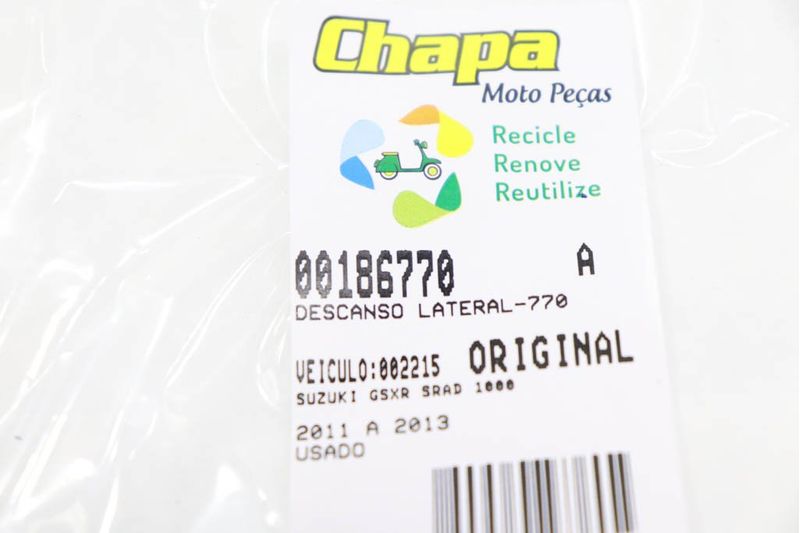 Chapa
Moto Peças
Recicle
Renove
Reutilize
00186770 A
DESCANSO LATERAL-770
VEICULO:002215 ORIGINAL
SUZUKI GSXR SRAD 1000
2011 A 2013
USADO